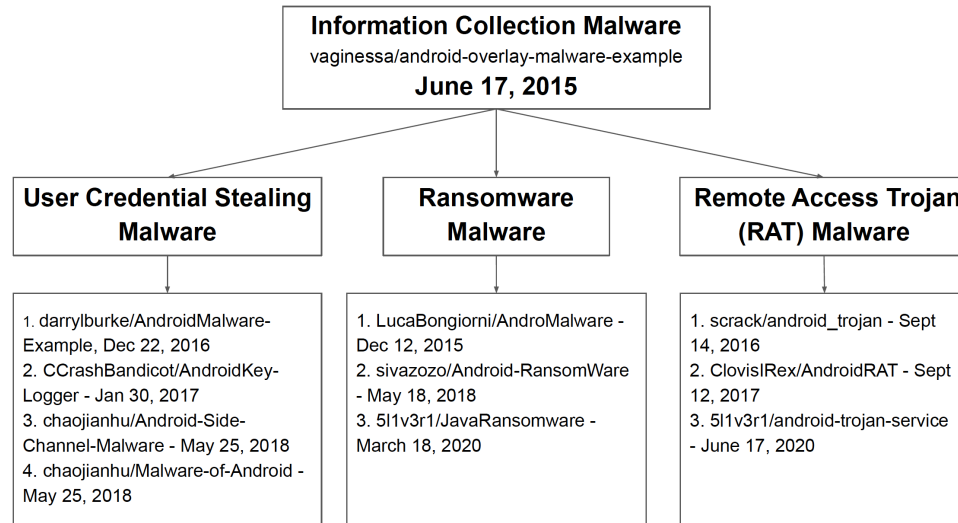 Information Collection Malware
vaginessa/android-overlay-malware-example
June 17, 2015
User Credential Stealing
Malware
Ransomware
Malware
Remote Access Trojan
(RAT) Malware
1. darrylburke/AndroidMalware-
Example, Dec 22, 2016
2. CCrashBandicot/AndroidKey-
Logger - Jan 30, 2017
3. chaojianhu/Android-Side-
Channel-Malware - May 25, 2018
4. chaojianhu/Malware-of-Android -
May 25, 2018
1. LucaBongiorni/AndroMalware -
Dec 12, 2015
2. sivazozo/Android-RansomWare
- May 18, 2018
3. 5l1v3r1/JavaRansomware -
March 18, 2020
1. scrack/android_trojan - Sept
14, 2016
2. ClovisIRex/AndroidRAT - Sept
12, 2017
3. 5l1v3r1/android-trojan-service
- June 17, 2020